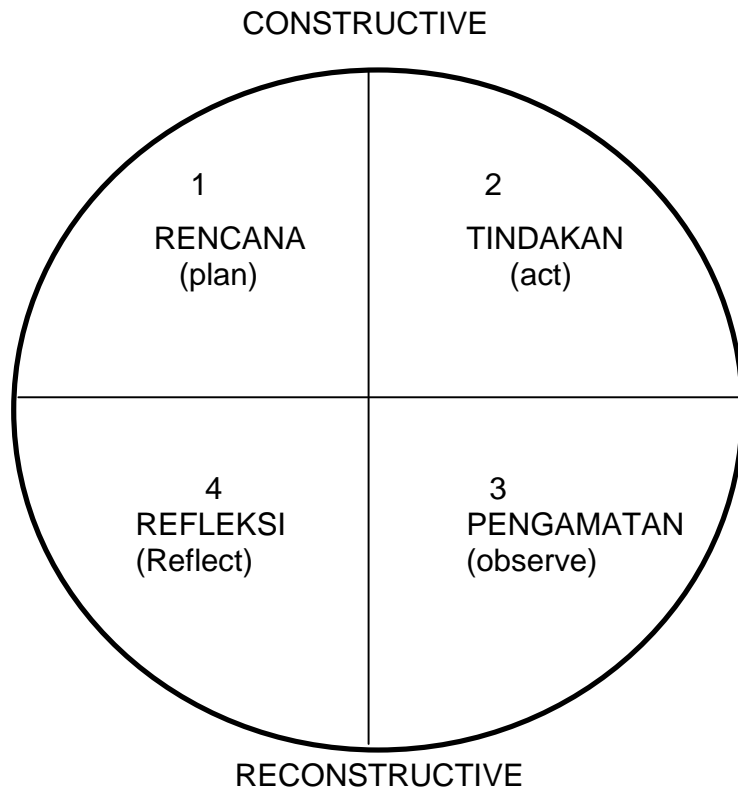 CONSTRUCTIVE
1
RENCANA
(plan)
2
TINDAKAN
(act)
4
REFLEKSI
(Reflect)
3
PENGAMATAN
(observe)
RECONSTRUCTIVE